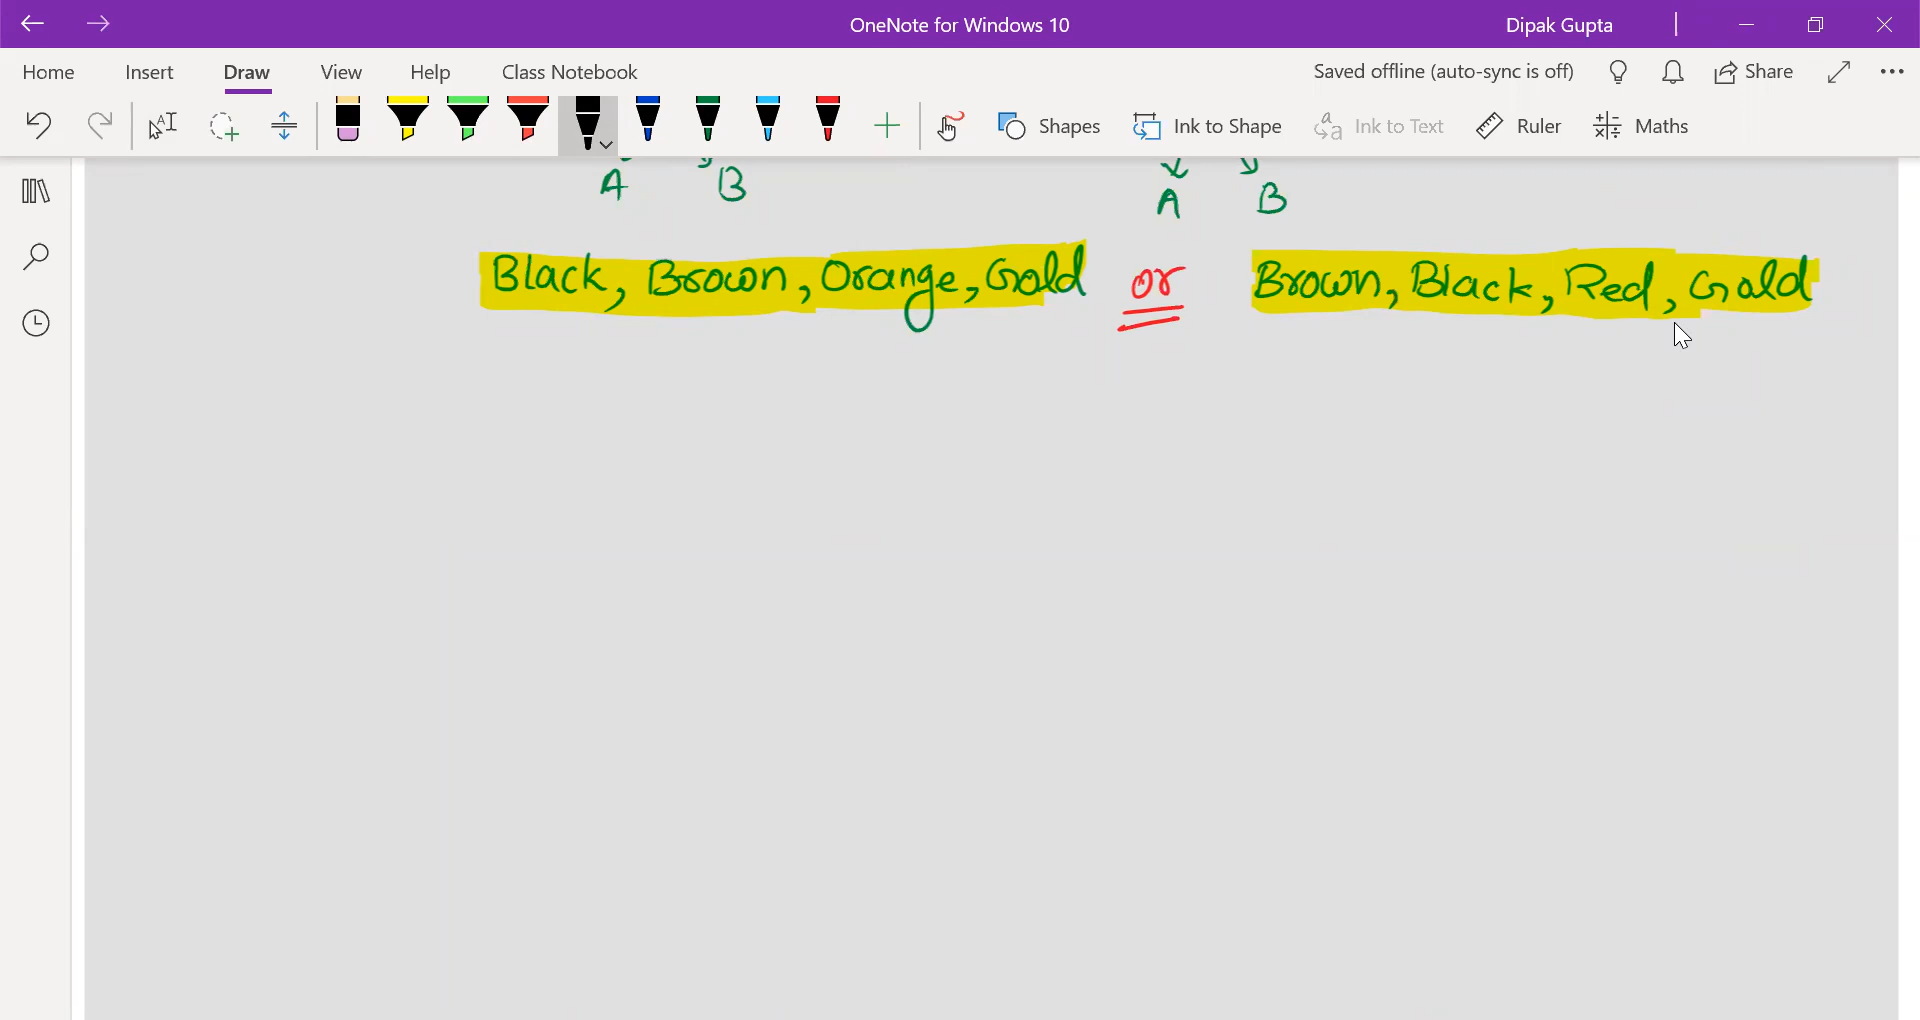 OneNote for Windows 10
Dipak Gupta
Home Insert Draw View Help Class Notebook
Saved offline (auto-sync is off) Share
Shapes Ink to Shape Ink to Text Ruler Maths
A B A B
Black, Brown, Orange, Gold or Brown, Black, Red, Gold